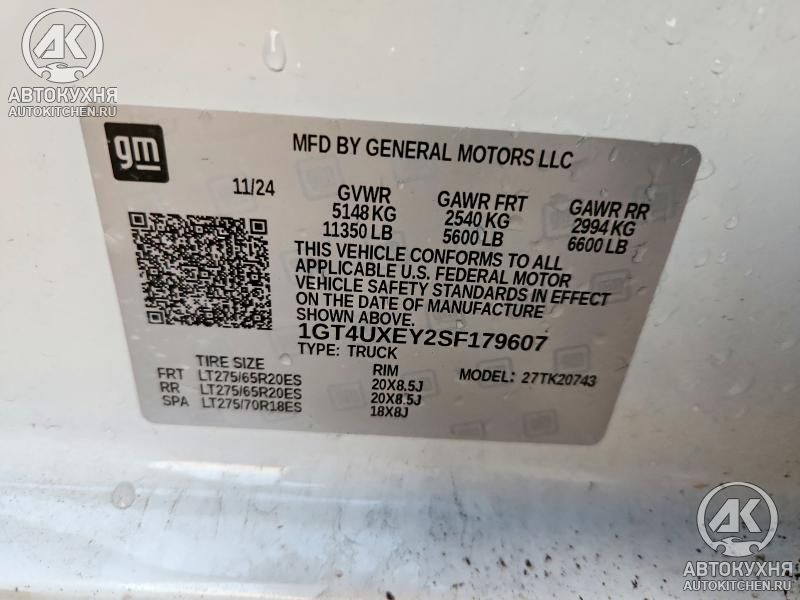 AK
АВТОКУХНЯ
AUTOKITCHEN.RU
gm
MFD BY GENERAL MOTORS LLC
11/24
GVWR GAWR FRT GAWR RR
5148 KG 2540 KG 2994 KG
11350 LB 5600 LB 6600 LB
THIS VEHICLE CONFORMS TO ALL
APPLICABLE U.S. FEDERAL MOTOR
VEHICLE SAFETY STANDARDS IN EFFECT
ON THE DATE OF MANUFACTURE
SHOWN ABOVE.
1GT4UXEY2SF179607
TYPE: TRUCK
TIRE SIZE RIM MODEL: 27TK20743
FRT LT275/65R20ES 20X8.5J
RR LT275/65R20ES 20X8.5J
SPA LT275/70R18ES 18X8J
AK
АВТОКУХНЯ
AUTOKITCHEN.RU